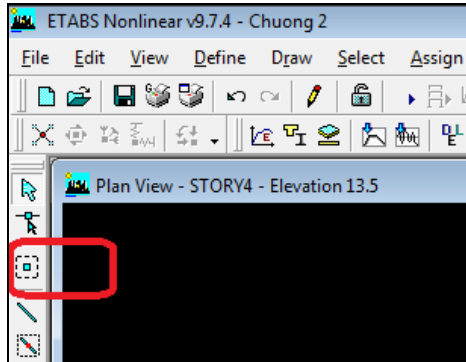 ETABS Nonlinear v9.7.4 - Chuong 2
File Edit View Define Draw Select Assign
Plan View - STORY4 - Elevation 13.5